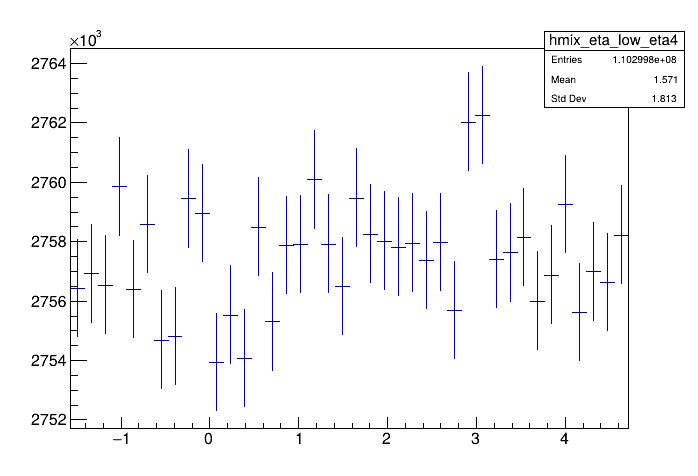 ×10³
hmix_eta_low_eta4
Entries 1.102998e+08
Mean 1.571
Std Dev 1.813
2764
2762
2760
2758
2756
2754
2752
−1 0 1 2 3 4